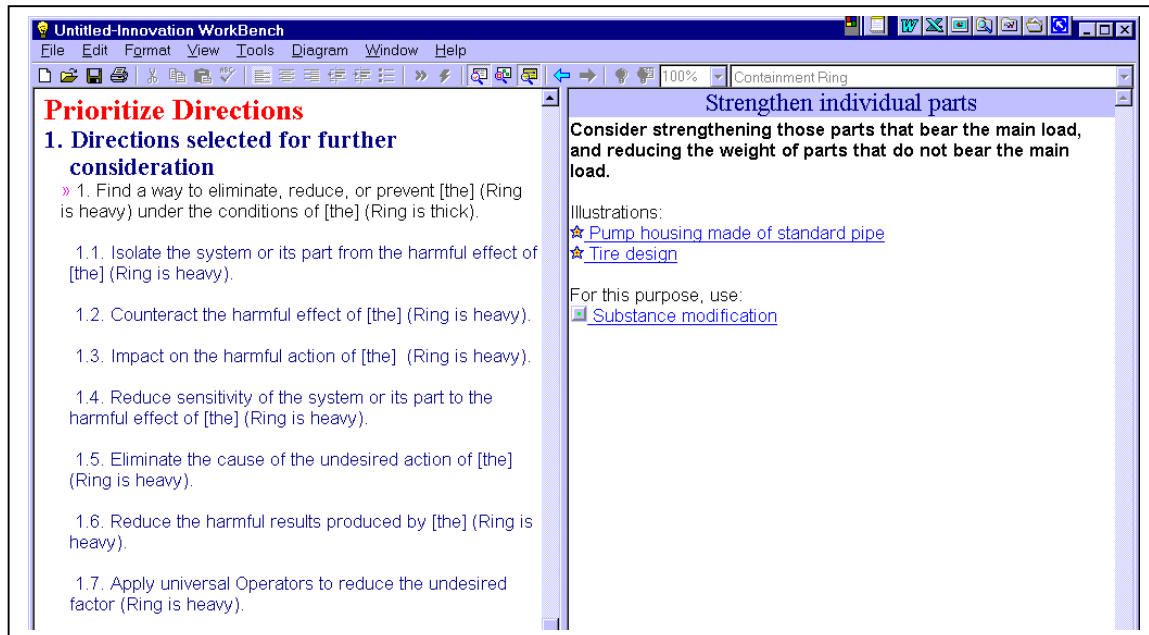 Untitled-Innovation WorkBench
File Edit Format View Tools Diagram Window Help
100% Containment Ring
Prioritize Directions
1. Directions selected for further
consideration
» 1. Find a way to eliminate, reduce, or prevent [the] (Ring
is heavy) under the conditions of [the] (Ring is thick).
1.1. Isolate the system or its part from the harmful effect of
[the] (Ring is heavy).
1.2. Counteract the harmful effect of [the] (Ring is heavy).
1.3. Impact on the harmful action of [the] (Ring is heavy).
1.4. Reduce sensitivity of the system or its part to the
harmful effect of [the] (Ring is heavy).
1.5. Eliminate the cause of the undesired action of [the]
(Ring is heavy).
1.6. Reduce the harmful results produced by [the] (Ring is
heavy).
1.7. Apply universal Operators to reduce the undesired
factor (Ring is heavy).
Strengthen individual parts
Consider strengthening those parts that bear the main load,
and reducing the weight of parts that do not bear the main
load.
Illustrations:
Pump housing made of standard pipe
Tire design
For this purpose, use:
Substance modification